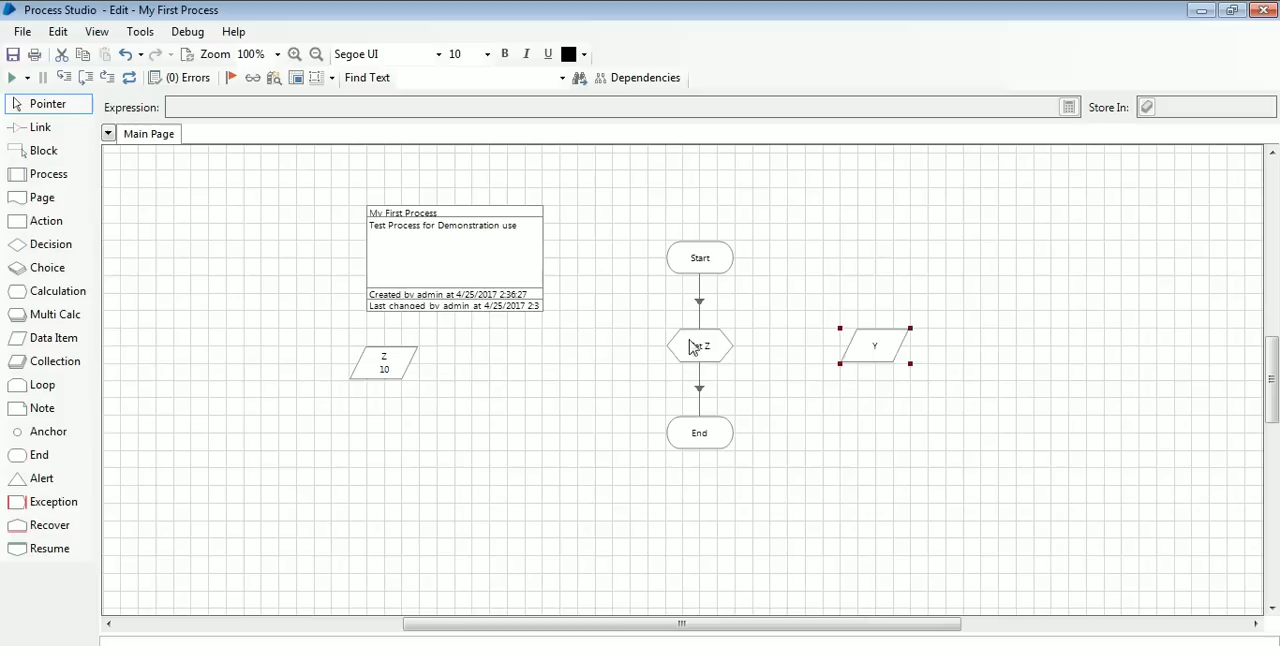 Process Studio - Edit - My First Process
File Edit View Tools Debug Help
Zoom 100% Segoe UI 10 B I U
(0) Errors Find Text Dependencies
Pointer
Expression: Store In:
Link
Main Page
Block
Process
Page
Action
Decision
Choice
Calculation
Multi Calc
Data Item
Collection
Loop
Note
Anchor
End
Alert
Exception
Recover
Resume
My First Process
Test Process for Demonstration use
Created by admin at 4/25/2017 2:36:27
Last changed by admin at 4/25/2017 2:3
Z
10
Start
Z
End
Y